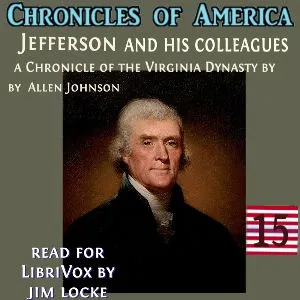 Chronicles of America
Jefferson and his colleagues
a Chronicle of the Virginia Dynasty by
by Allen Johnson
15
read for
LibriVox by
Jim Locke